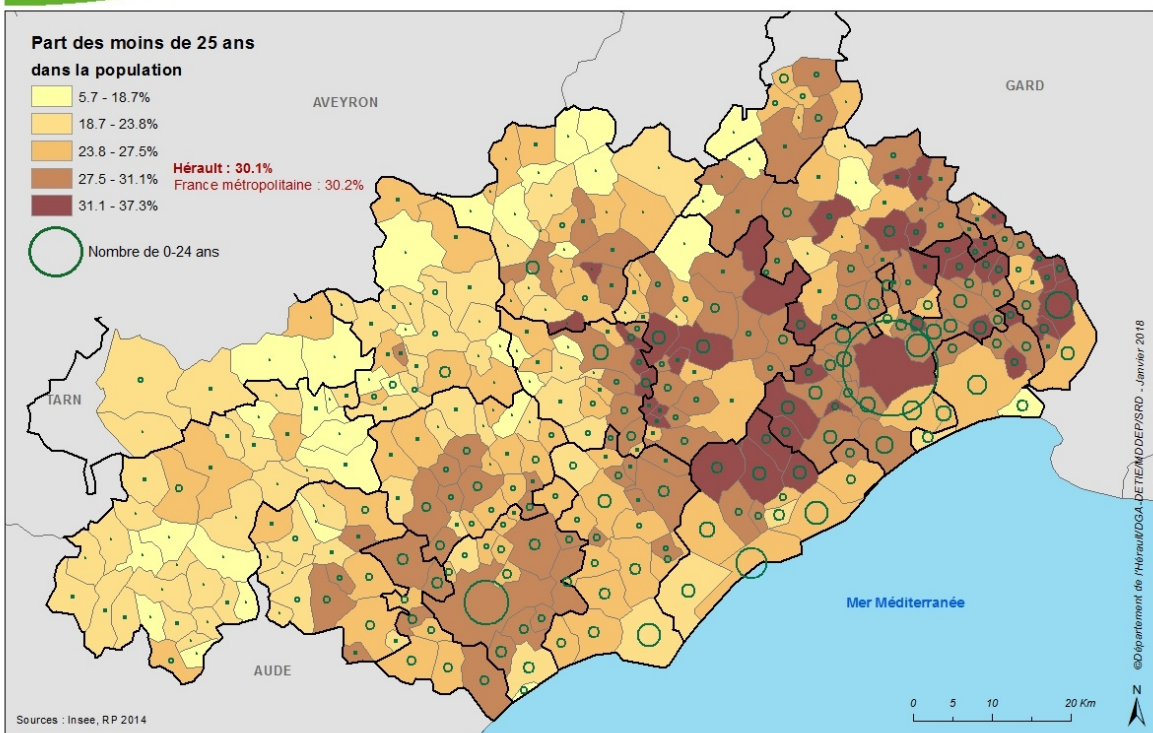 Part des moins de 25 ans
dans la population
5.7 - 18.7%
18.7 - 23.8%
23.8 - 27.5%
27.5 - 31.1%
31.1 - 37.3%
Hérault : 30.1%
France métropolitaine : 30.2%
Nombre de 0-24 ans
AVEYRON
GARD
TARN
AUDE
Mer Méditerranée
©Département de l'Hérault/DGA-DETIE/MDDEP/SRD - Janvier 2018
N
0 5 10 20 Km
Sources : Insee, RP 2014